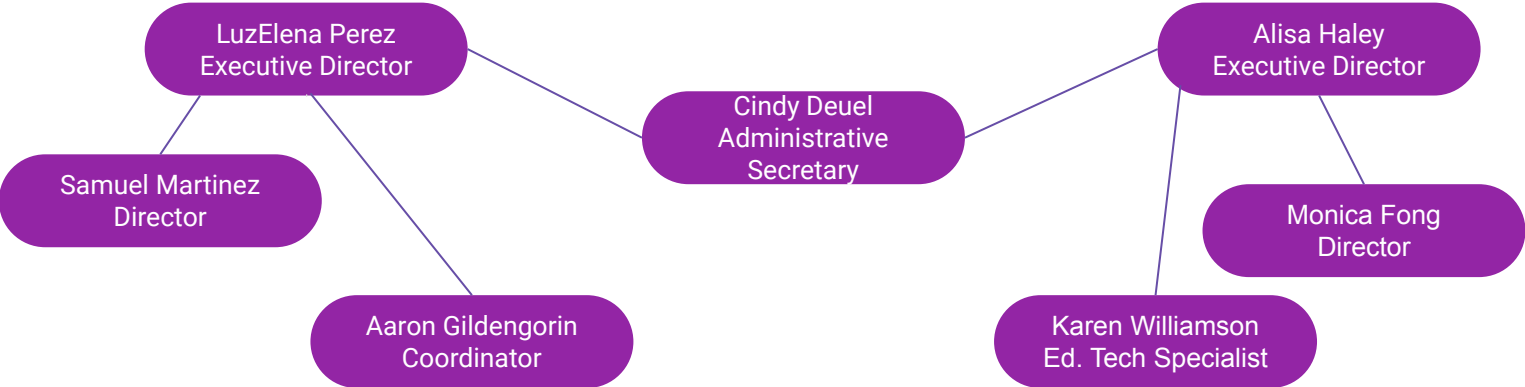 LuzElena Perez
Executive Director
Alisa Haley
Executive Director
Cindy Deuel
Administrative
Secretary
Samuel Martinez
Director
Monica Fong
Director
Aaron Gildengorin
Coordinator
Karen Williamson
Ed. Tech Specialist